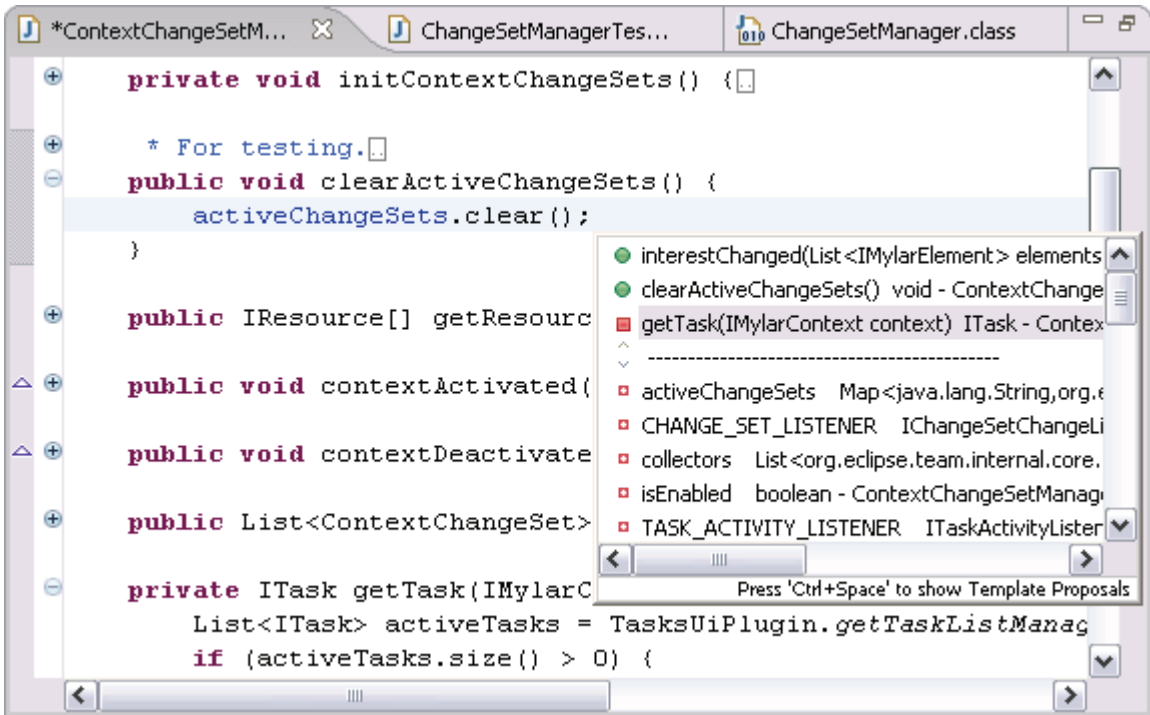 *ContextChangeSetM... ChangeSetManagerTes... ChangeSetManager.class
private void initContextChangeSets() {..
* For testing...
public void clearActiveChangeSets() {
activeChangeSets.clear();
}
public IResource[] getResourc
public void contextActivated(
public void contextDeactivate
public List<ContextChangeSet>
private ITask getTask(IMylarC
List<ITask> activeTasks = TasksUiPlugin.getTaskListManag
if (activeTasks.size() > 0) {
interestChanged(List<IMylarElement> elements
clearActiveChangeSets() void - ContextChange
getTask(IMylarContext context) ITask - Contex
--------------------------------------------
activeChangeSets Map<java.lang.String,org.e
CHANGE_SET_LISTENER IChangeSetChangeLi
collectors List<org.eclipse.team.internal.core.
isEnabled boolean - ContextChangeSetManag
TASK_ACTIVITY_LISTENER ITaskActivityListen
Press 'Ctrl+Space' to show Template Proposals